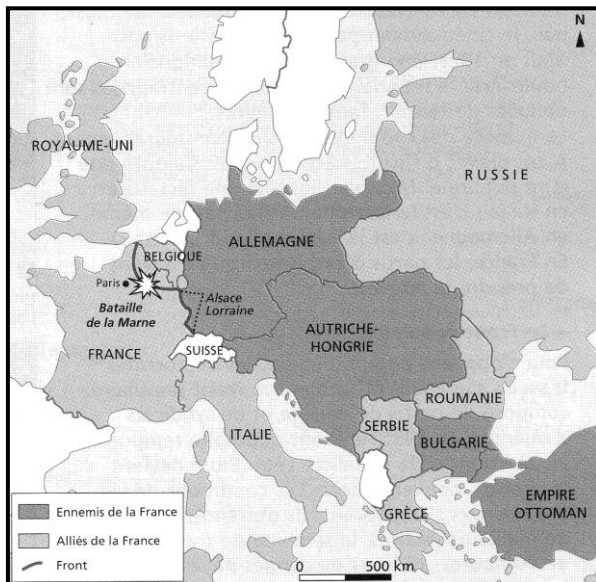 N
ROYAUME-UNI
RUSSIE
ALLEMAGNE
BELGIQUE
Paris
Bataille
de la Marne
Alsace
Lorraine
AUTRICHE-
HONGRIE
FRANCE
SUISSE
ROUMANIE
ITALIE
SERBIE
BULGARIE
GRÈCE
EMPIRE
OTTOMAN
Ennemis de la France
Alliés de la France
Front
0 500 km